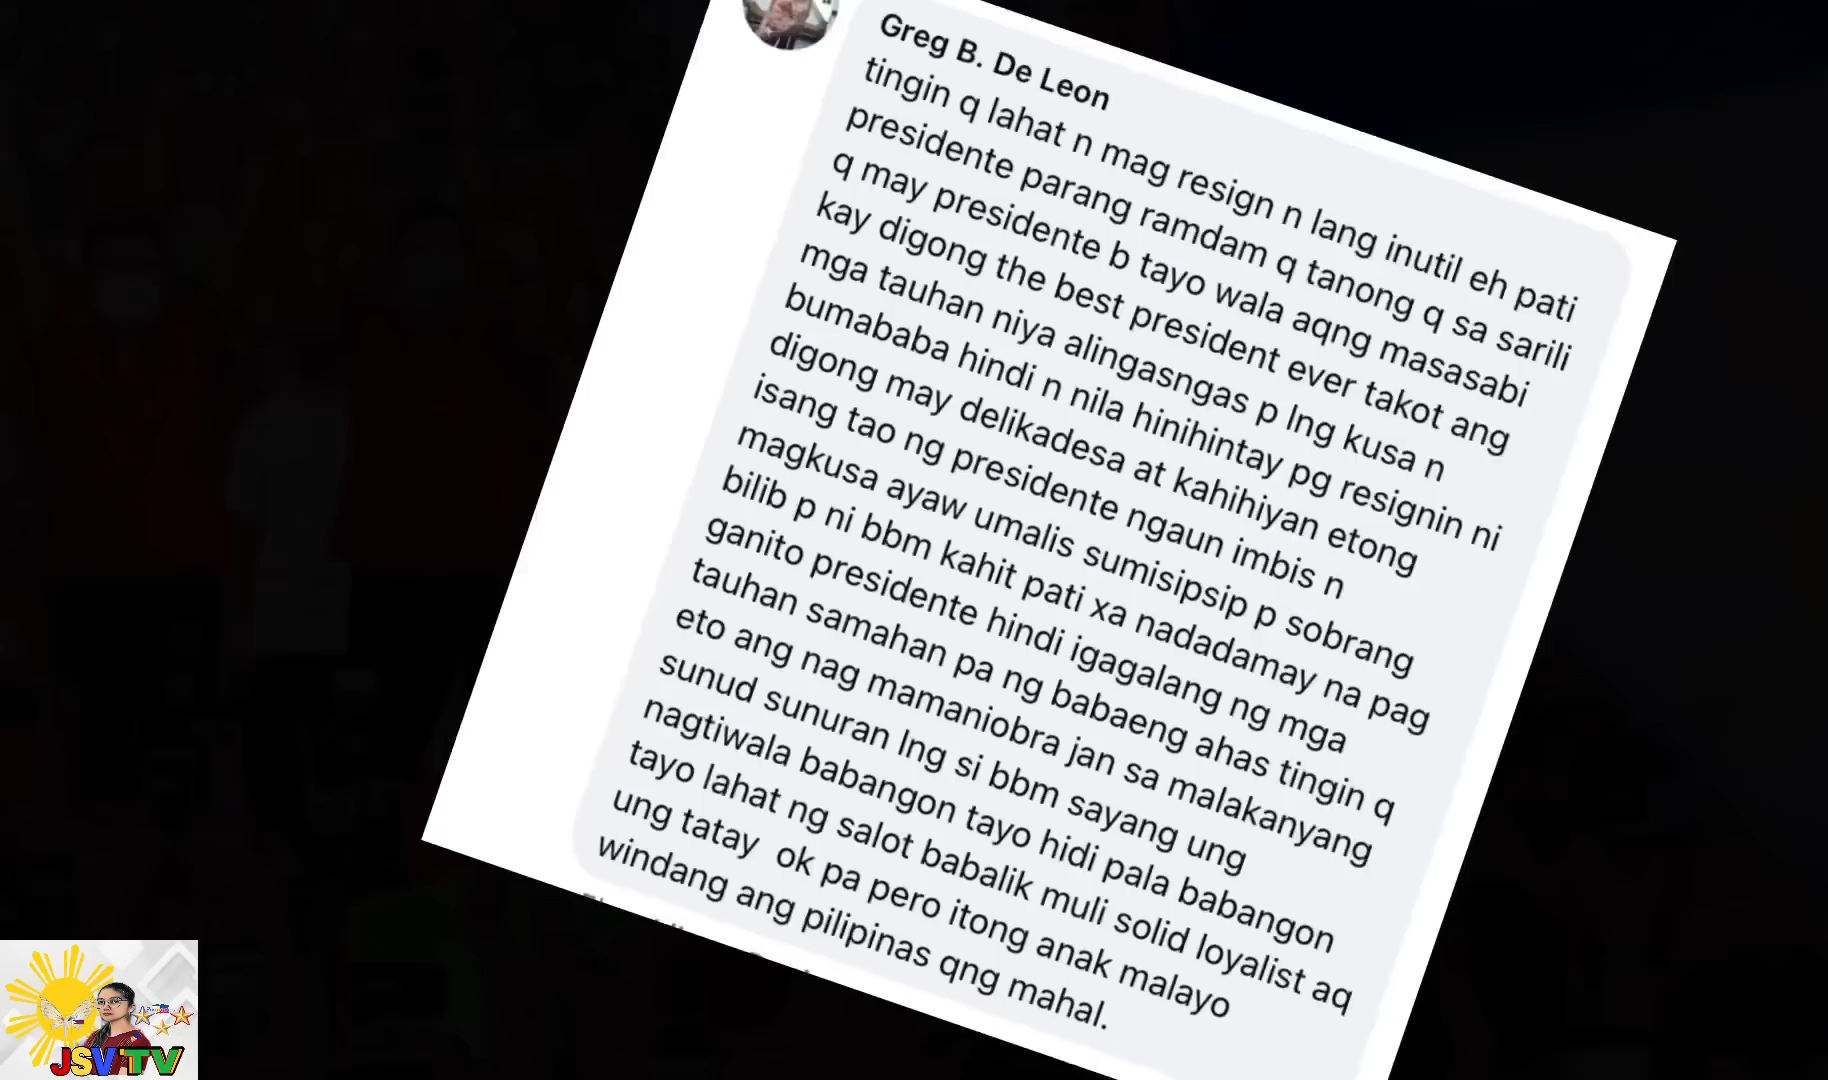 Greg B. De Leon
tingin q lahat n mag resign n lang inutil eh pati
presidente parang ramdam q tanong q sa sarili
q may presidente b tayo wala aqng masasabi
kay digong the best president ever takot ang
mga tauhan niya alingasngas p lng kusa n
bumababa hindi n nila hinihintay pg resignin ni
digong may delikadesa at kahihiyan etong
isang tao ng presidente ngaun imbis n
magkusa ayaw umalis sumisipsip p sobrang
bilib p ni bbm kahit pati xa nadadamay na pag
ganito presidente hindi igagalang ng mga
tauhan samahan pa ng babaeng ahas tingin q
eto ang nag mamaniobra jan sa malakanyang
sunud sunuran lng si bbm sayang ung
nagtiwala babangon tayo hidi pala babangon
tayo lahat ng salot babalik muli solid loyalist aq
ung tatay ok pa pero itong anak malayo
windang ang pilipinas qng mahal.
JSV TV